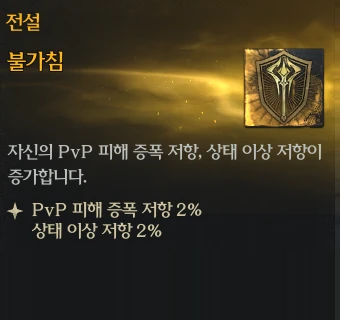 전설
불가침
자신의 PvP 피해 증폭 저항, 상태 이상 저항이
증가합니다.
PvP 피해 증폭 저항 2%
상태 이상 저항 2%